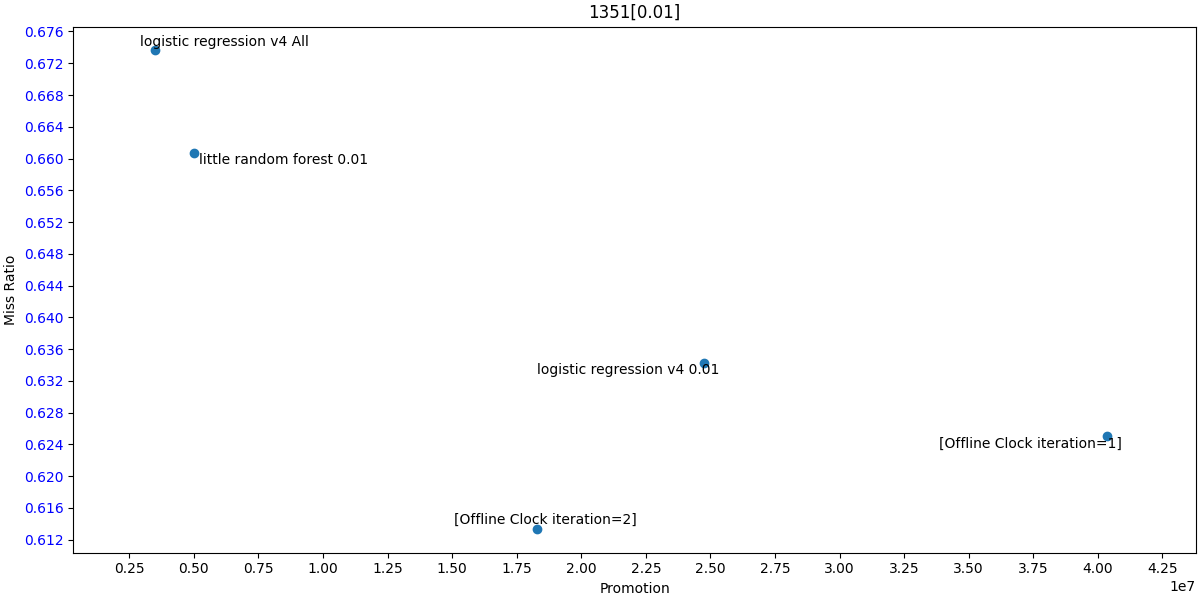 1351[0.01]
0.676
0.672
0.668
0.664
0.660
0.656
0.652
0.648
0.644
0.640
0.636
0.632
0.628
0.624
0.620
0.616
0.612
Miss Ratio
logistic regression v4 All
little random forest 0.01
logistic regression v4 0.01
[Offline Clock iteration=1]
[Offline Clock iteration=2]
0.25 0.50 0.75 1.00 1.25 1.50 1.75 2.00 2.25 2.50 2.75 3.00 3.25 3.50 3.75 4.00 4.25
1e7
Promotion